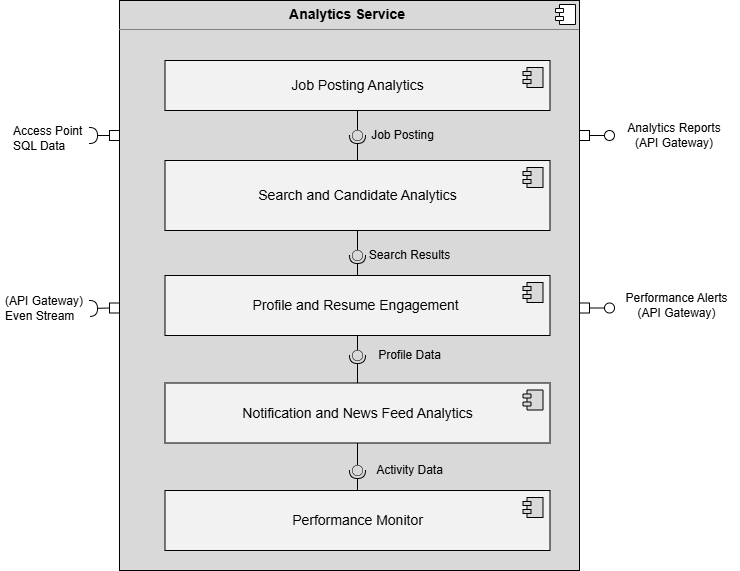 Analytics Service
Job Posting Analytics
Access Point
SQL Data
Job Posting
Analytics Reports
(API Gateway)
Search and Candidate Analytics
Search Results
(API Gateway)
Even Stream
Profile and Resume Engagement
Performance Alerts
(API Gateway)
Profile Data
Notification and News Feed Analytics
Activity Data
Performance Monitor